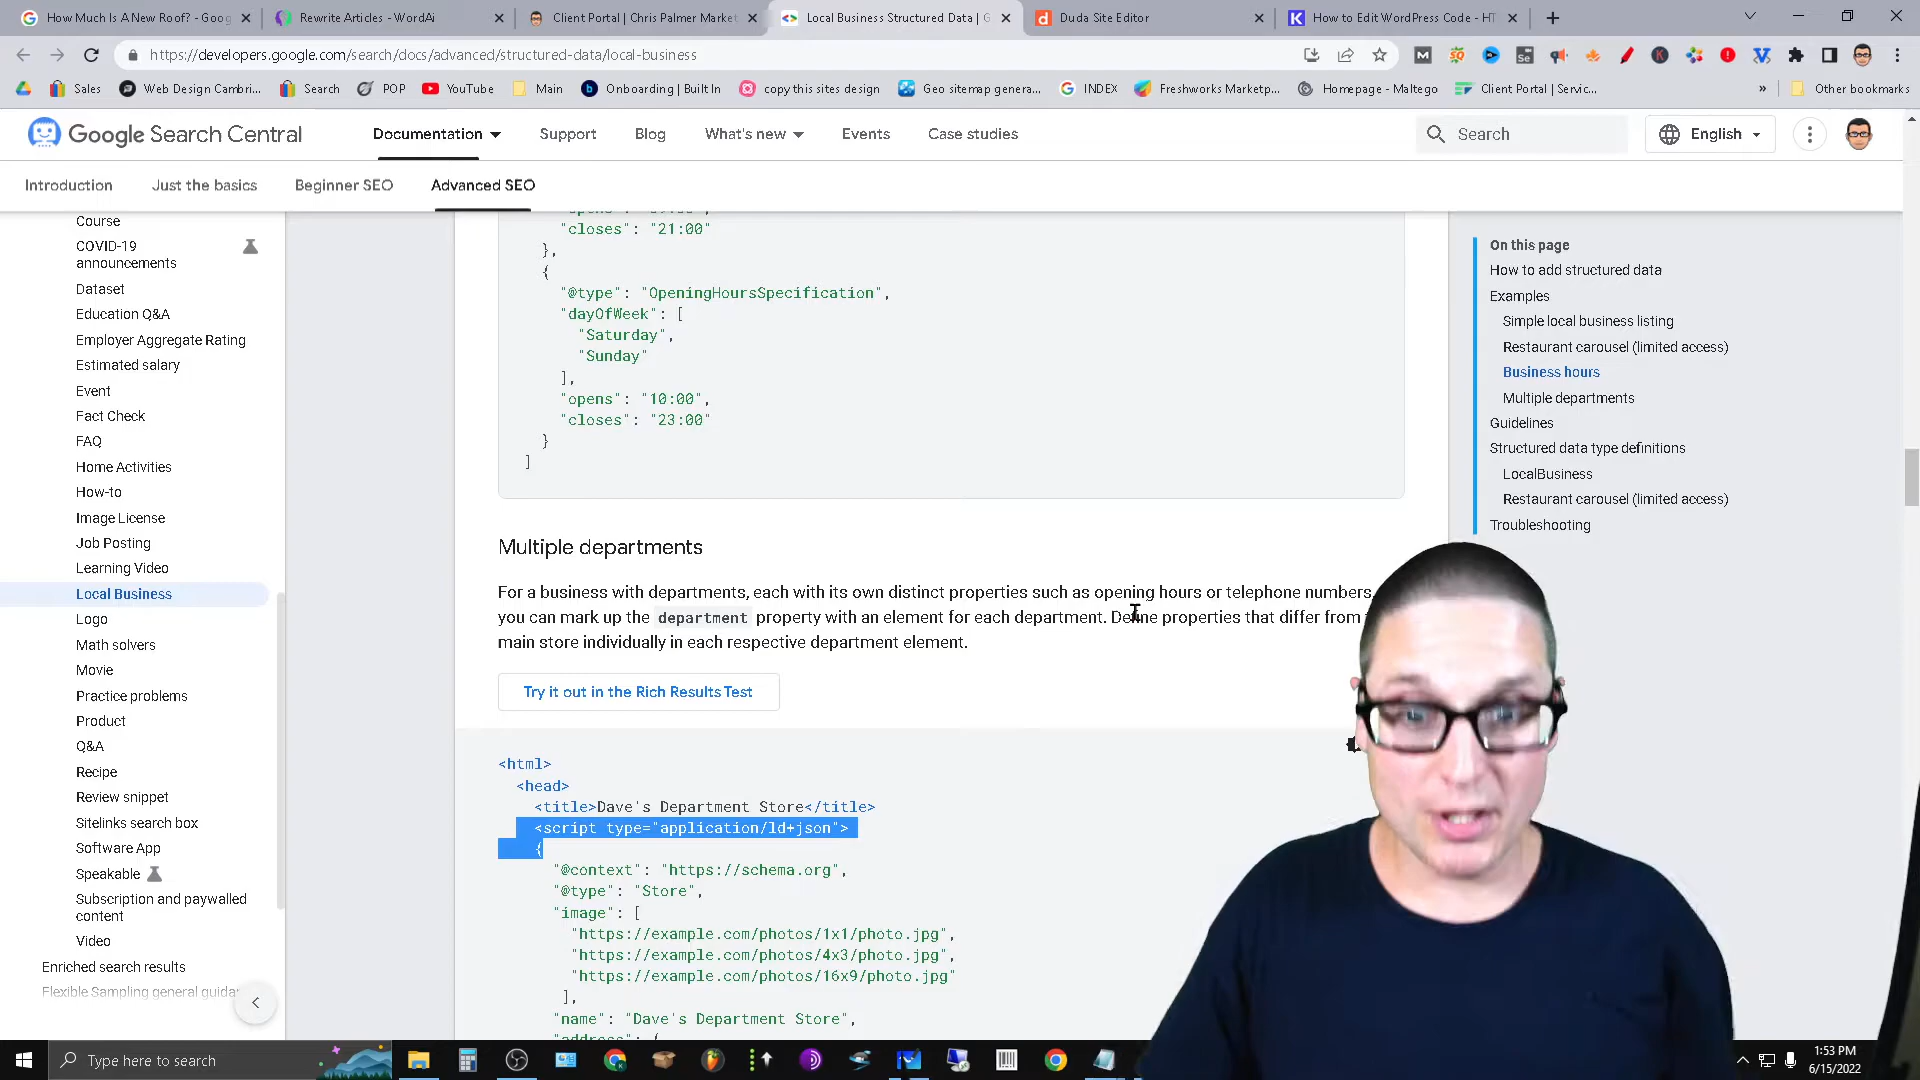 How Much Is A New Roof? - Goog
Rewrite Articles - WordAi
Client Portal | Chris Palmer Market
Local Business Structured Data | G
Duda Site Editor
How to Edit WordPress Code - HT
https://developers.google.com/search/docs/advanced/structured-data/local-business
Sales
Web Design Cambri...
Search
POP
YouTube
Main
Onboarding | Built In
copy this sites design
Geo sitemap genera...
INDEX
Freshworks Marketp...
Homepage - Maltego
Client Portal | Servic...
»
Other bookmarks
Google Search Central
Documentation
Support
Blog
What's new
Events
Case studies
Search
English
Introduction
Just the basics
Beginner SEO
Advanced SEO
Course
COVID-19
announcements
Dataset
Education Q&A
Employer Aggregate Rating
Estimated salary
Event
Fact Check
FAQ
Home Activities
How-to
Image License
Job Posting
Learning Video
Local Business
Logo
Math solvers
Movie
Practice problems
Product
Q&A
Recipe
Review snippet
Sitelinks search box
Software App
Speakable
Subscription and paywalled
content
Video
Enriched search results
Flexible Sampling general guida
"closes": "21:00"
},
{
"@type": "OpeningHoursSpecification",
"dayOfWeek": [
"Saturday",
"Sunday"
],
"opens": "10:00",
"closes": "23:00"
}
]
Multiple departments
For a business with departments, each with its own distinct properties such as opening hours or telephone numbers,
you can mark up the department property with an element for each department. Define properties that differ from
main store individually in each respective department element.
Try it out in the Rich Results Test
<html>
<head>
<title>Dave's Department Store</title>
<script type="application/ld+json">
{
"@context": "https://schema.org",
"@type": "Store",
"image": [
"https://example.com/photos/1x1/photo.jpg",
"https://example.com/photos/4x3/photo.jpg",
"https://example.com/photos/16x9/photo.jpg"
],
"name": "Dave's Department Store",
"address": {
On this page
How to add structured data
Examples
Simple local business listing
Restaurant carousel (limited access)
Business hours
Multiple departments
Guidelines
Structured data type definitions
LocalBusiness
Restaurant carousel (limited access)
Troubleshooting
Type here to search
1:53 PM
6/15/2022